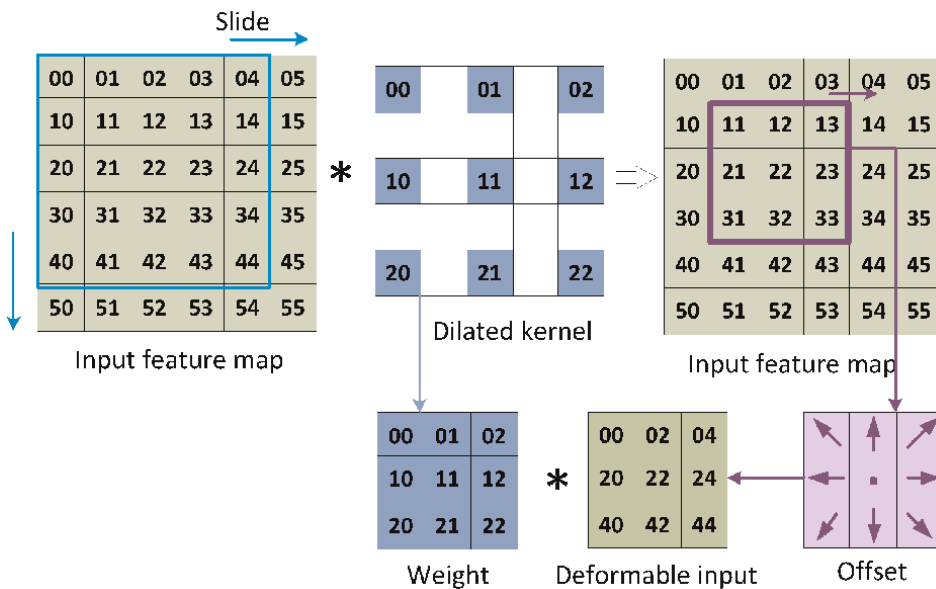 Slide
00 01 02 03 04 05
10 11 12 13 14 15
20 21 22 23 24 25
30 31 32 33 34 35
40 41 42 43 44 45
50 51 52 53 54 55
Input feature map
*
00 01 02
10 11 12
20 21 22
Dilated kernel
00 01 02 03 04 05
10 11 12 13 14 15
20 21 22 23 24 25
30 31 32 33 34 35
40 41 42 43 44 45
50 51 52 53 54 55
Input feature map
00 01 02
10 11 12
20 21 22
Weight
*
00 02 04
20 22 24
40 42 44
Deformable input
Offset